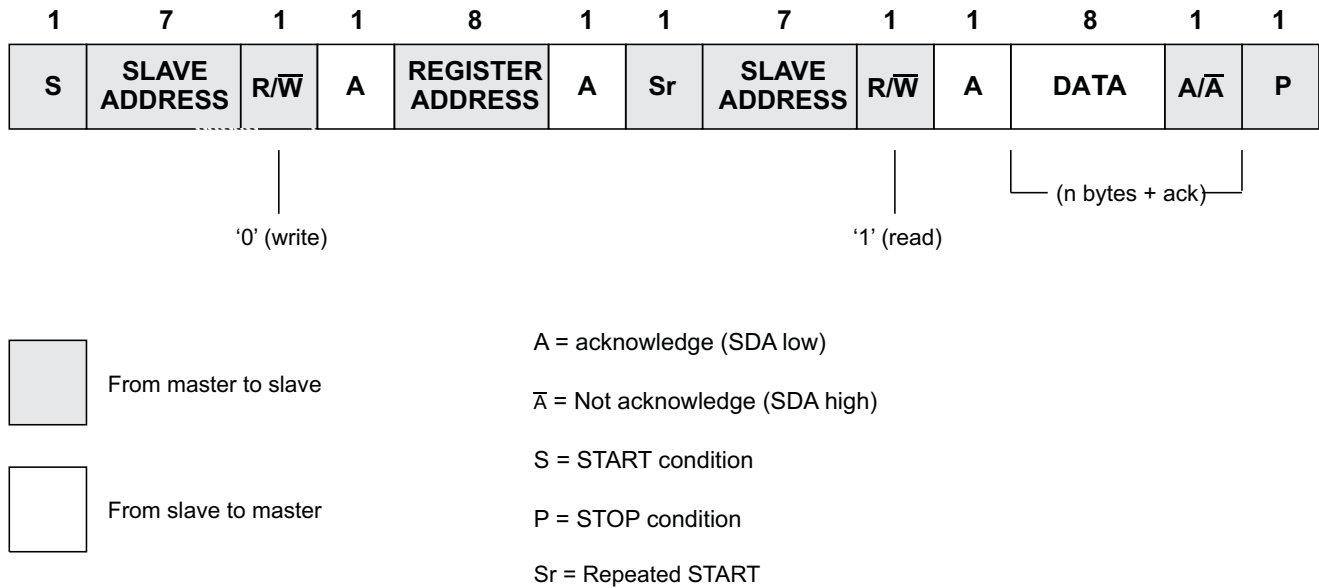 1 7 1 1 8 1 1 7 1 1 8 1 1
S SLAVE ADDRESS R/W̅ A REGISTER ADDRESS A Sr SLAVE ADDRESS R/W̅ A DATA A/A̅ P
(n bytes + ack)
‘0’ (write) ‘1’ (read)
A = acknowledge (SDA low)
From master to slave
A̅ = Not acknowledge (SDA high)
S = START condition
From slave to master
P = STOP condition
Sr = Repeated START